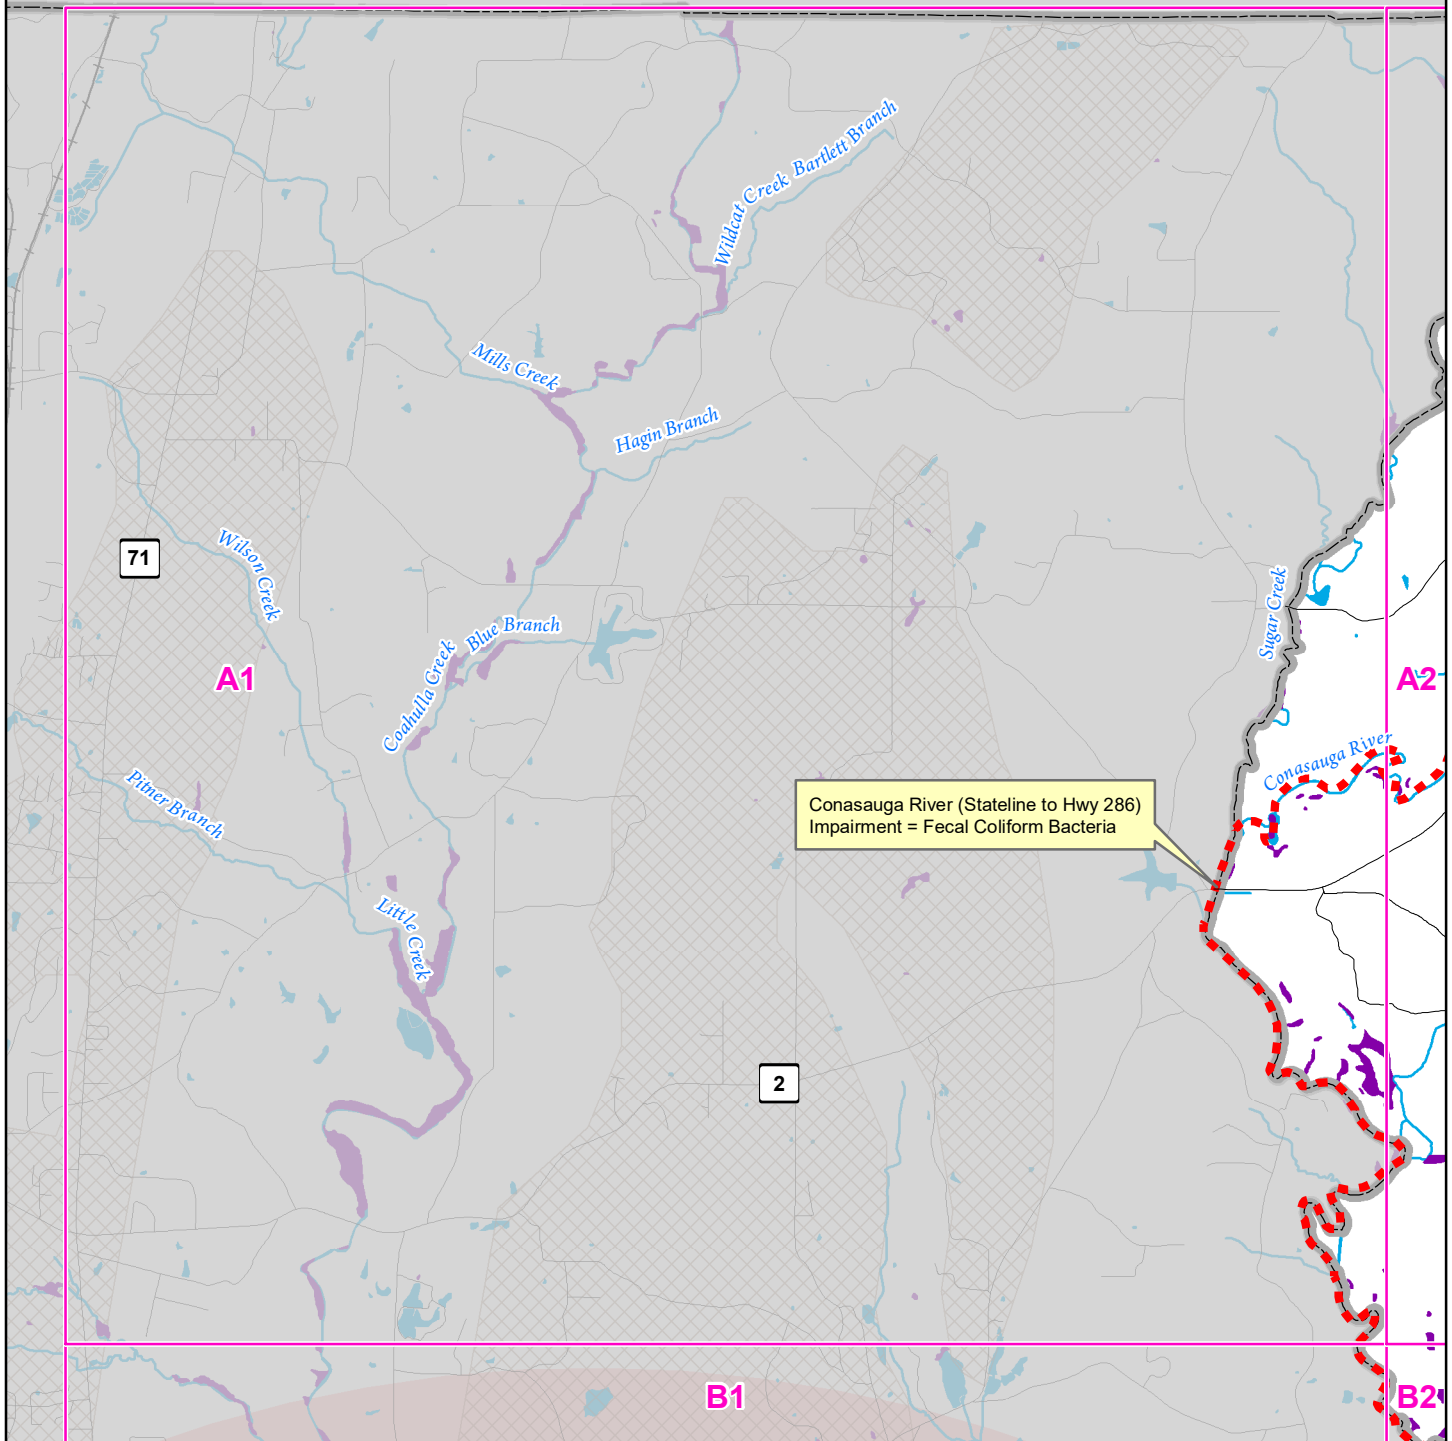 Wildcat Creek
Bartlett Branch
Mills Creek
Hagin Branch
71
Wilson Creek
Sugar Creek
Blue Branch
Coahulla Creek
A1
A2
Conasauga River
Pitner Branch
Conasauga River (Stateline to Hwy 286)
Impairment = Fecal Coliform Bacteria
Little Creek
2
B1
B2